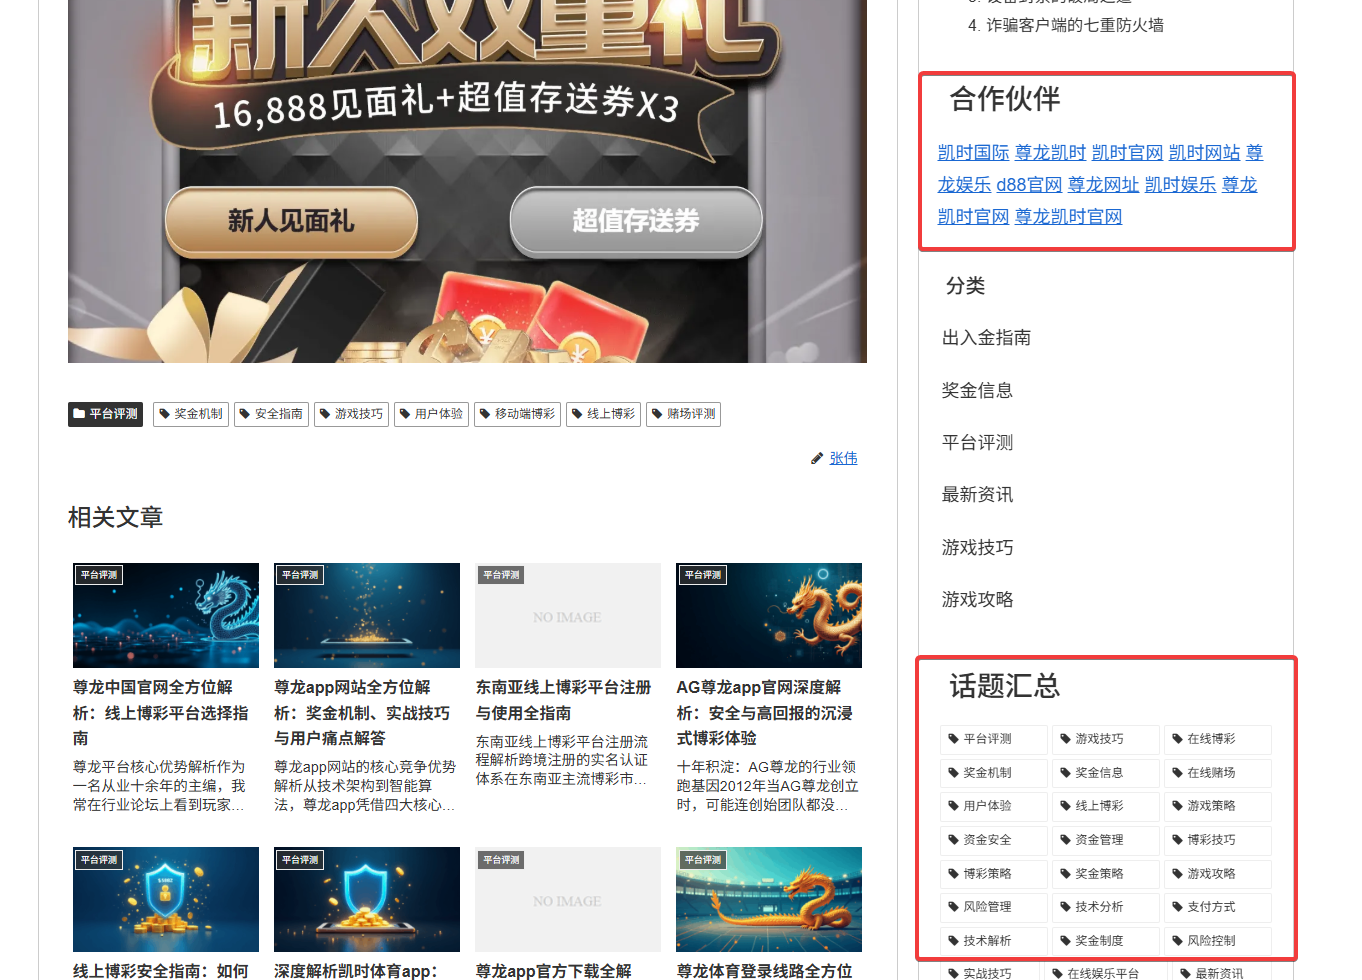 新人双重礼
16,888见面礼+超值存送券X3
新人见面礼
超值存送券
平台评测 奖金机制 安全指南 游戏技巧 用户体验 移动端博彩 线上博彩 赌场评测
张伟
相关文章
平台评测
尊龙中国官网全方位解
析：线上博彩平台选择指
南
尊龙平台核心优势解析作为
一名从业十余年的主编，我
常在行业论坛上看到玩家…
平台评测
尊龙app网站全方位解
析：奖金机制、实战技巧
与用户痛点解答
尊龙app网站的核心竞争优势
解析从技术架构到智能算
法，尊龙app凭借四大核心…
平台评测
NO IMAGE
东南亚线上博彩平台注册
与使用全指南
东南亚线上博彩平台注册流
程解析跨境注册的实名认证
体系在东南亚主流博彩市…
平台评测
AG尊龙app官网深度解
析：安全与高回报的沉浸
式博彩体验
十年积淀：AG尊龙的行业领
跑基因2012年当AG尊龙创立
时，可能连创始团队都没…
平台评测
线上博彩安全指南：如何
平台评测
深度解析凯时体育app：
平台评测
NO IMAGE
尊龙app官方下载全解
平台评测
尊龙体育登录线路全方位
4. 诈骗客户端的七重防火墙
合作伙伴
凯时国际 尊龙凯时 凯时官网 凯时网站 尊
龙娱乐 d88官网 尊龙网址 凯时娱乐 尊龙
凯时官网 尊龙凯时官网
分类
出入金指南
奖金信息
平台评测
最新资讯
游戏技巧
游戏攻略
话题汇总
平台评测 游戏技巧 在线博彩
奖金机制 奖金信息 在线赌场
用户体验 线上博彩 游戏策略
资金安全 资金管理 博彩技巧
博彩策略 奖金策略 游戏攻略
风险管理 技术分析 支付方式
技术解析 奖金制度 风险控制
实战技巧 在线娱乐平台 最新资讯